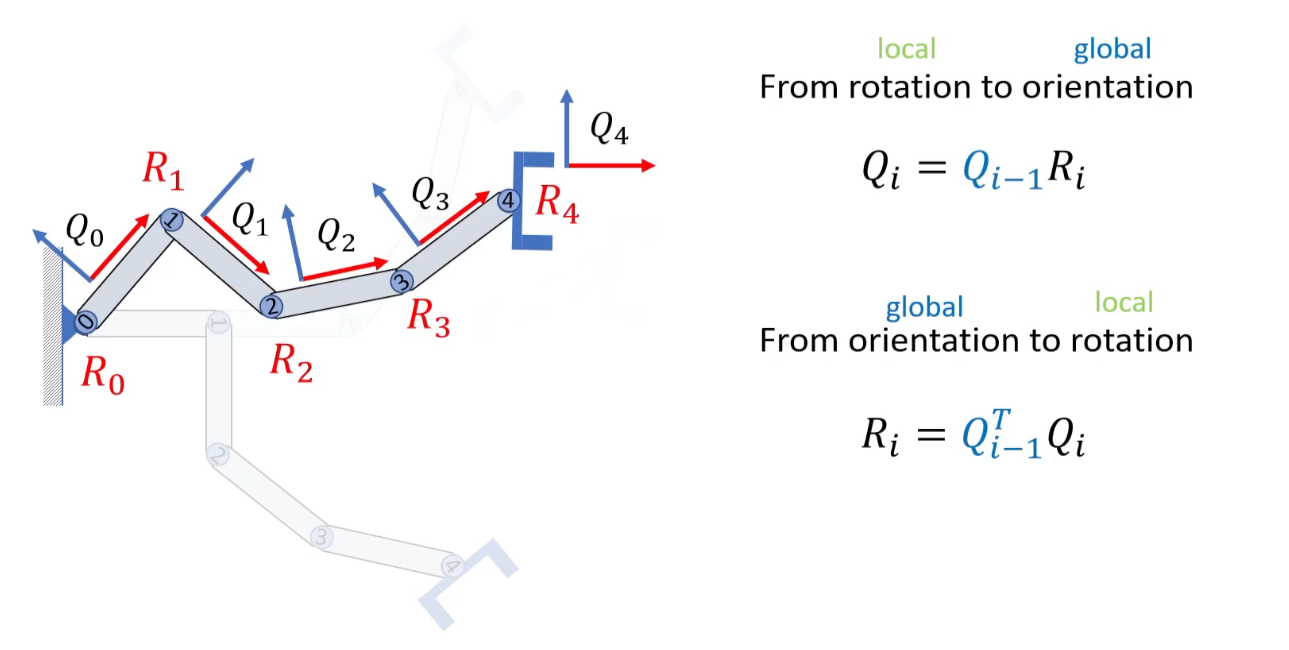 local global
From rotation to orientation
Q_i = Q_{i-1}R_i
global local
From orientation to rotation
R_i = Q_{i-1}^T Q_i
Q_4
R_1
Q_3
R_4
4
Q_0
1
Q_1
Q_2
3
2
0
R_3
R_0
R_2
1
2
2
3
4